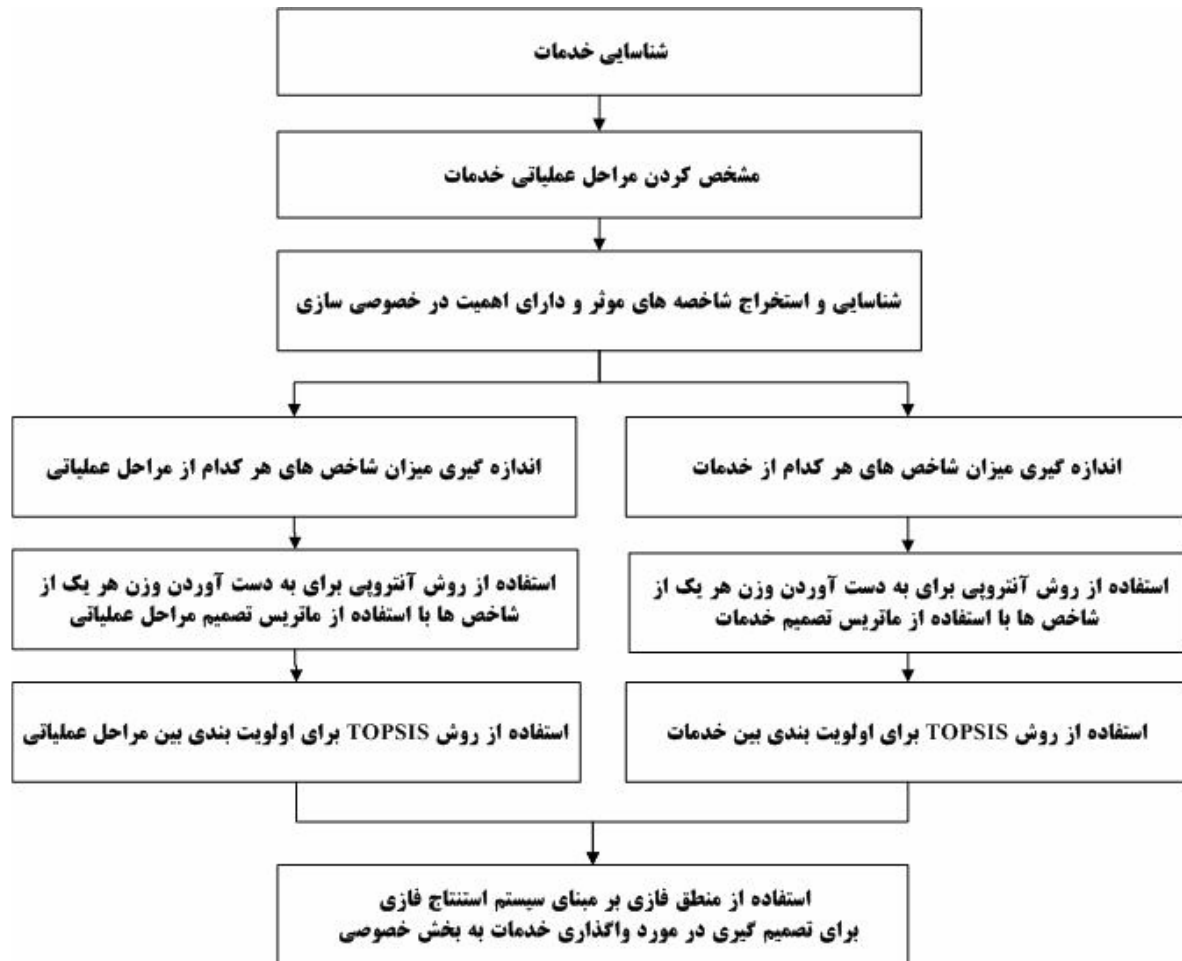 شناسایی خدمات
مشخص کردن مراحل عملیاتی خدمات
شناسایی و استخراج شاخصه های موثر و دارای اهمیت در خصوصی سازی
اندازه گیری میزان شاخص های هر کدام از خدمات
اندازه گیری میزان شاخص های هر کدام از مراحل عملیاتی
استفاده از روش آنتروپی برای به دست آوردن وزن هر یک از
شاخص ها با استفاده از ماتریس تصمیم خدمات
استفاده از روش آنتروپی برای به دست آوردن وزن هر یک از
شاخص ها با استفاده از ماتریس تصمیم مراحل عملیاتی
استفاده از روش TOPSIS برای اولویت بندی بین خدمات
استفاده از روش TOPSIS برای اولویت بندی بین مراحل عملیاتی
استفاده از منطق فازی بر مبنای سیستم استنتاج فازی
برای تصمیم گیری در مورد واگذاری خدمات به بخش خصوصی